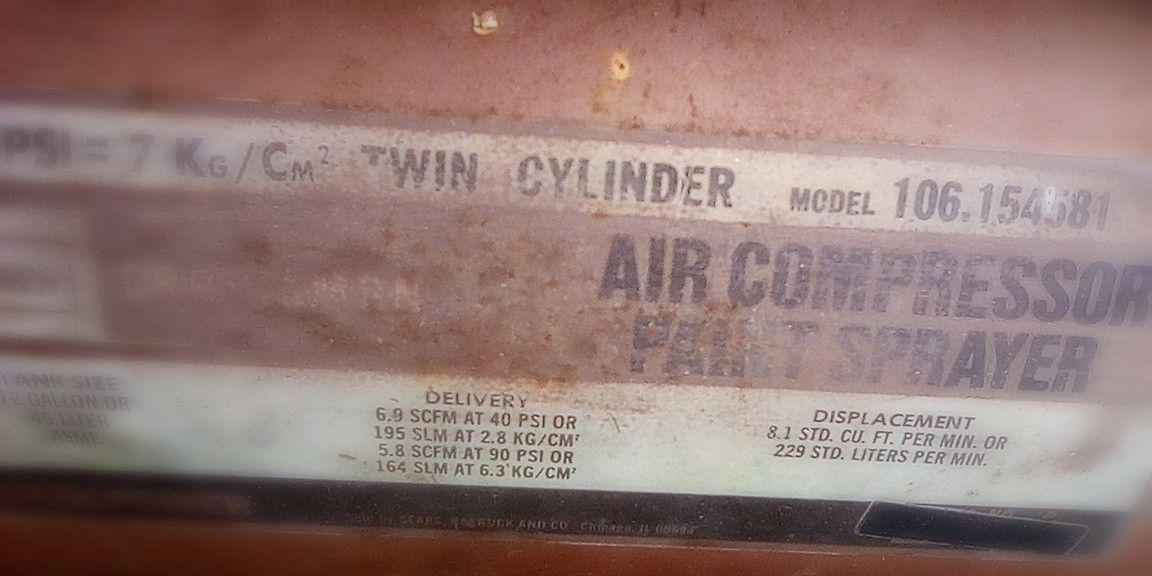 PSI = 7 KG/CM² TWIN CYLINDER MODEL 106.154581
AIR COMPRESSOR
PAINT SPRAYER
TANK SIZE
12 GALLON OR
45 LITER
ASME
DELIVERY
6.9 SCFM AT 40 PSI OR
195 SLM AT 2.8 KG/CM²
5.8 SCFM AT 90 PSI OR
164 SLM AT 6.3 KG/CM²
DISPLACEMENT
8.1 STD. CU. FT. PER MIN. OR
229 STD. LITERS PER MIN.
SEARS, ROEBUCK AND CO. Chicago, IL